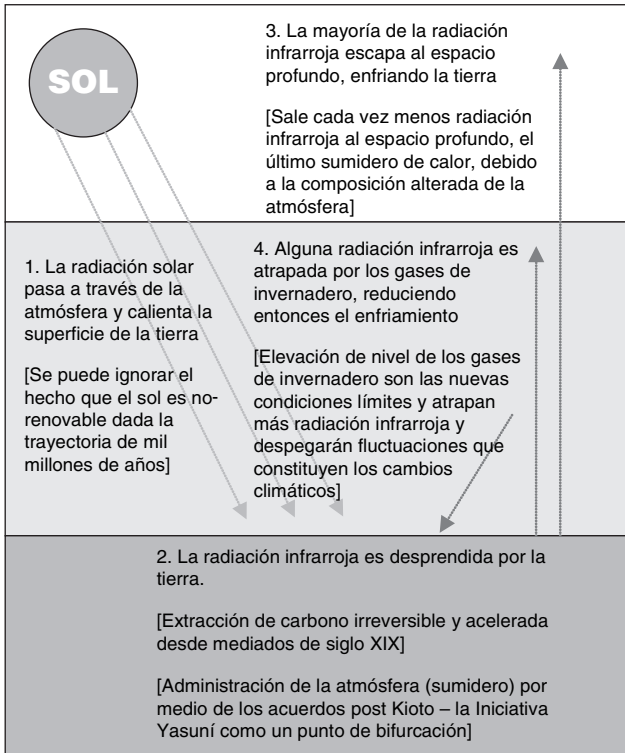 SOL
3. La mayoría de la radiación
infrarroja escapa al espacio
profundo, enfriando la tierra
[Sale cada vez menos radiación
infrarroja al espacio profundo, el
último sumidero de calor, debido
a la composición alterada de la
atmósfera]
1. La radiación solar
pasa a través de la
atmósfera y calienta la
superficie de la tierra
[Se puede ignorar el
hecho que el sol es no-
renovable dada la
trayectoria de mil
millones de años]
4. Alguna radiación infrarroja es
atrapada por los gases de
invernadero, reduciendo
entonces el enfriamiento
[Elevación de nivel de los gases
de invernadero son las nuevas
condiciones límites y atrapan
más radiación infrarroja y
despegarán fluctuaciones que
constituyen los cambios
climáticos]
2. La radiación infrarroja es desprendida por la
tierra.
[Extracción de carbono irreversible y acelerada
desde mediados de siglo XIX]
[Administración de la atmósfera (sumidero) por
medio de los acuerdos post Kioto – la Iniciativa
Yasuní como un punto de bifurcación]